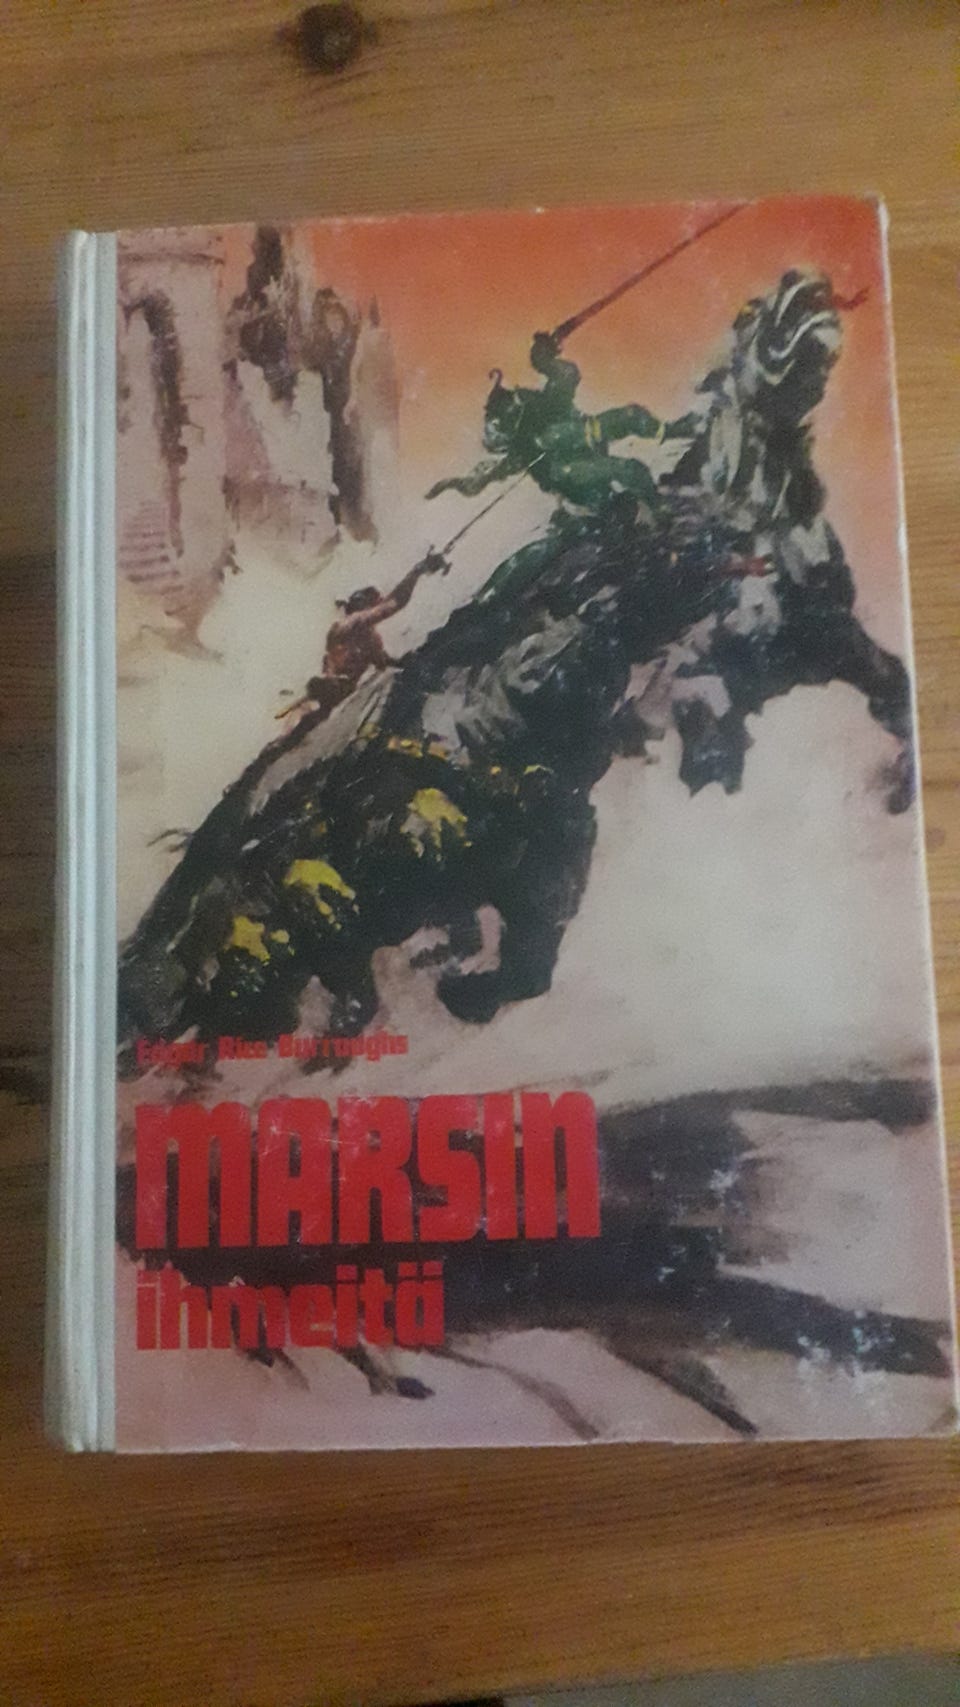 Edgar Rice Burroughs
MARSIN
ihmeitä